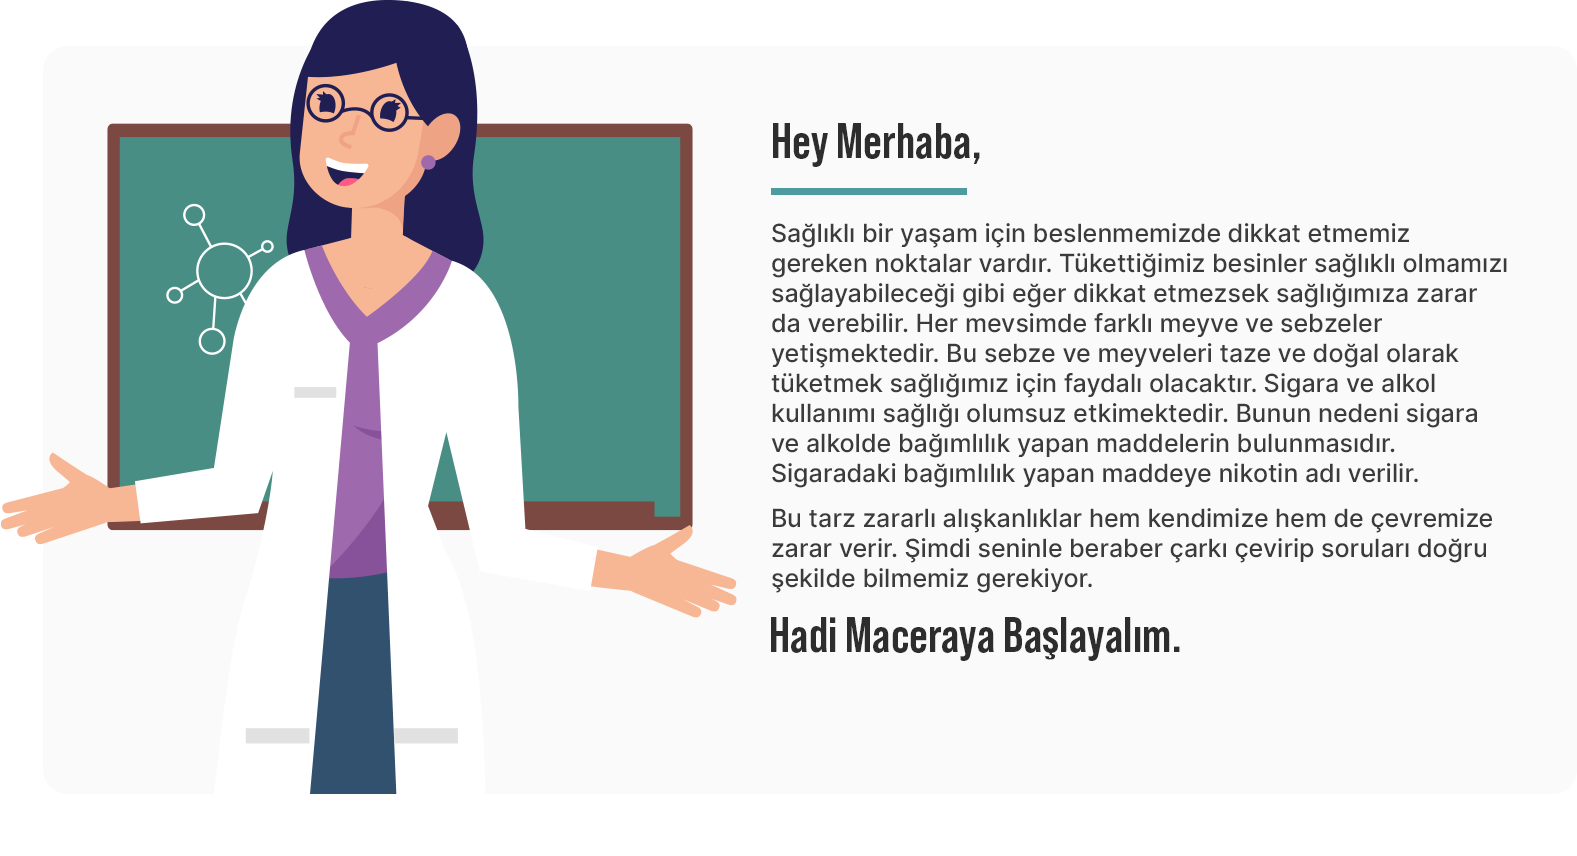 Hey Merhaba,
Sağlıklı bir yaşam için beslenmemizde dikkat etmemiz
gereken noktalar vardır. Tükettiğimiz besinler sağlıklı olmamızı
sağlayabileceği gibi eğer dikkat etmezsek sağlığımıza zarar
da verebilir. Her mevsimde farklı meyve ve sebzeler
yetişmektedir. Bu sebze ve meyveleri taze ve doğal olarak
tüketmek sağlığımız için faydalı olacaktır. Sigara ve alkol
kullanımı sağlığı olumsuz etkimektedir. Bunun nedeni sigara
ve alkolde bağımlılık yapan maddelerin bulunmasıdır.
Sigaradaki bağımlılık yapan maddeye nikotin adı verilir.
Bu tarz zararlı alışkanlıklar hem kendimize hem de çevremize
zarar verir. Şimdi seninle beraber çarkı çevirip soruları doğru
şekilde bilmemiz gerekiyor.
Hadi Maceraya Başlayalım.